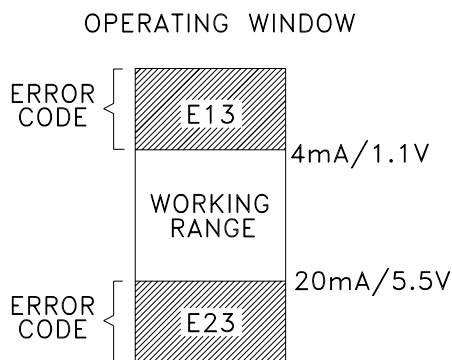 OPERATING WINDOW
ERROR
CODE
E13
4mA/1.1V
WORKING
RANGE
20mA/5.5V
ERROR
CODE
E23